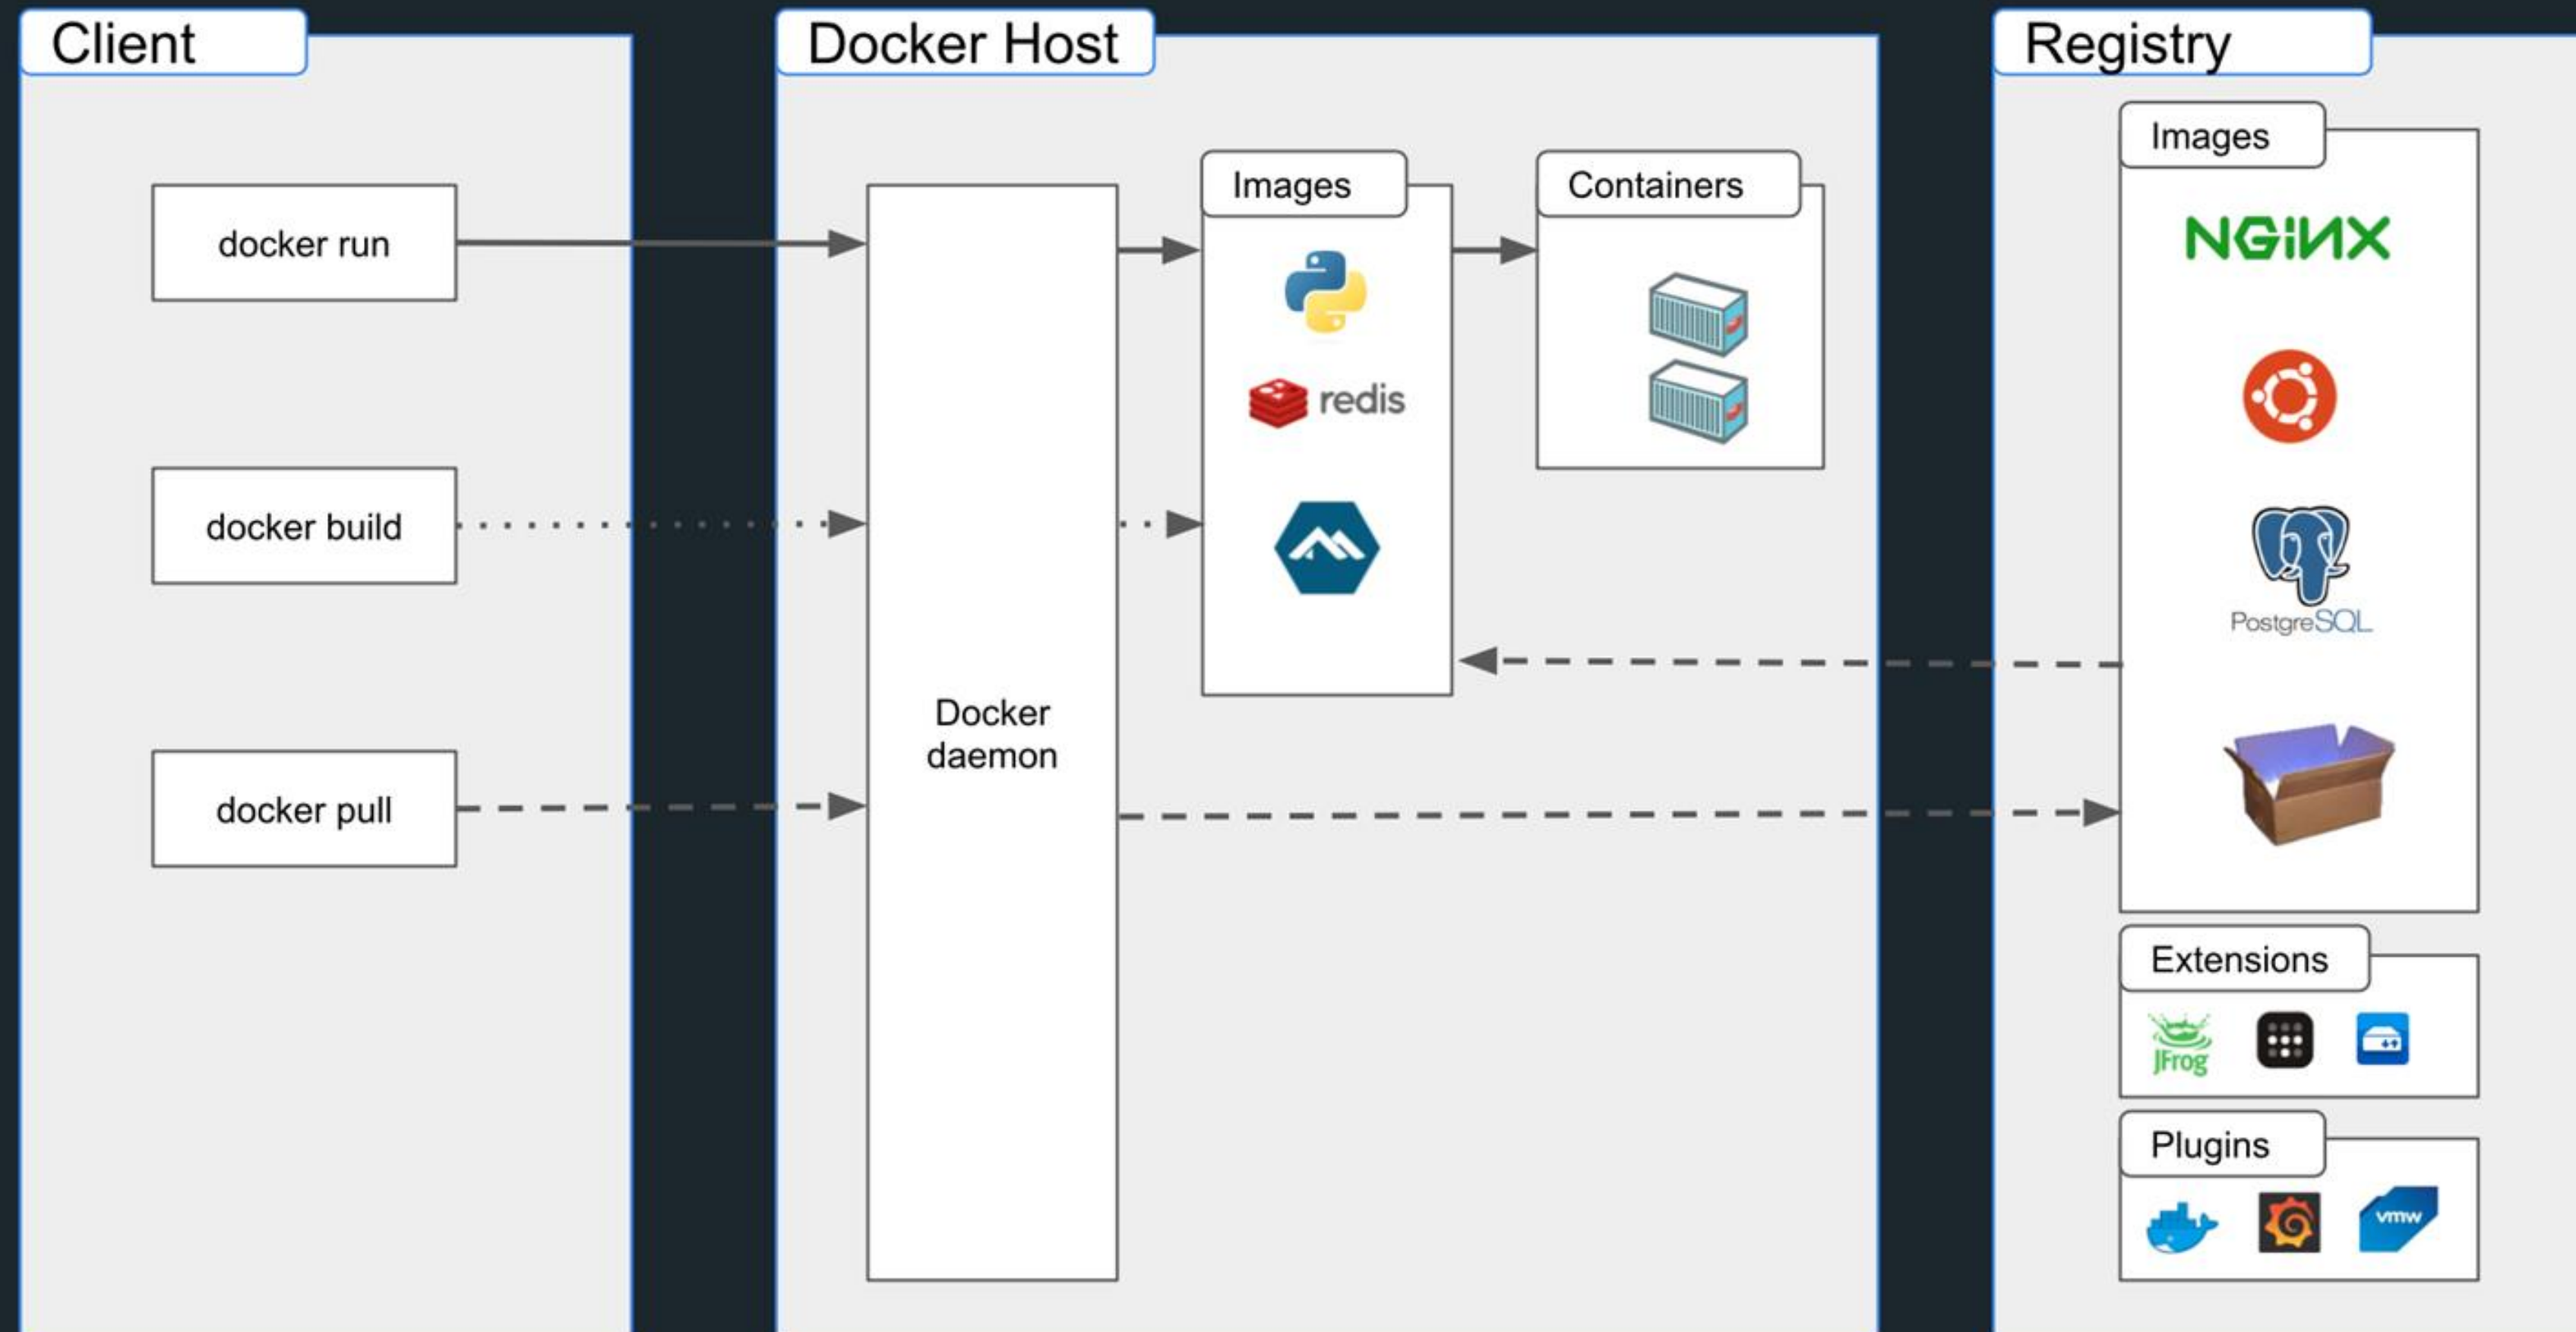 Client
docker run
docker build
docker pull
Docker Host
Docker
daemon
Images
redis
Containers
Registry
Images
NGINX
PostgreSQL
Extensions
JFrog
Plugins
vmw